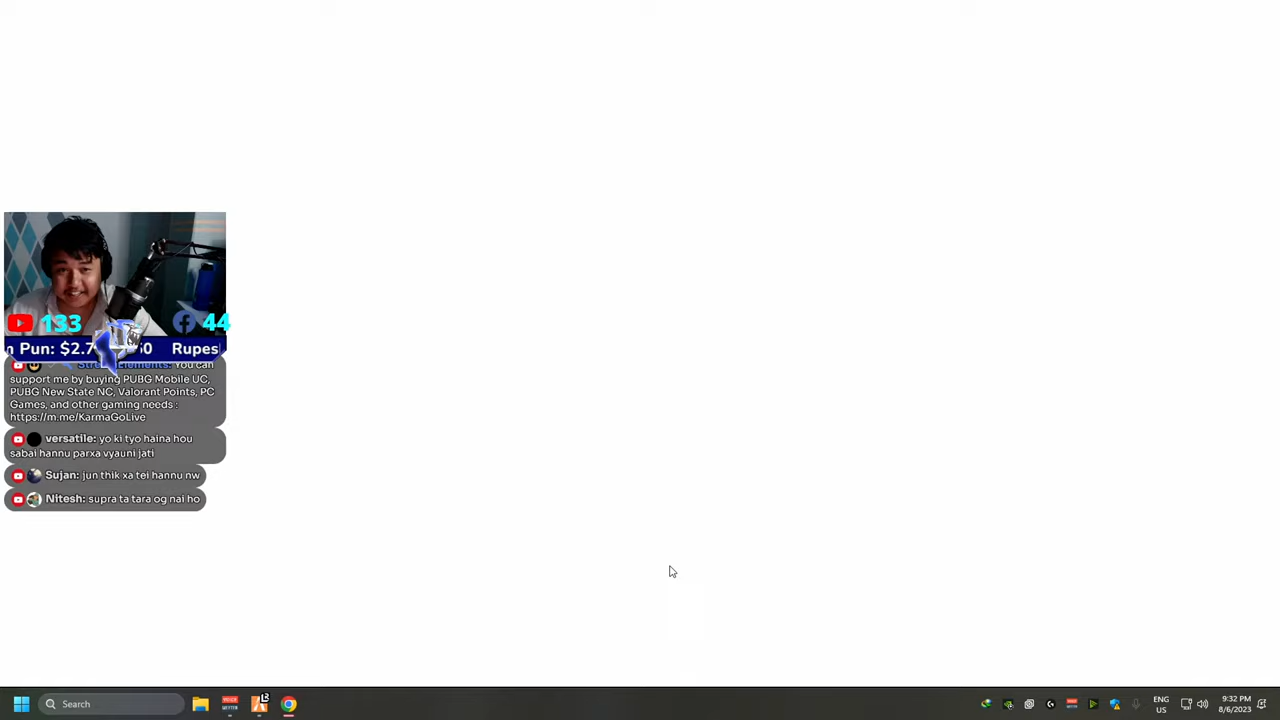 133
44
n Pun: $2.7
50
Rupes
StreamElements: You can
support me by buying PUBG Mobile UC,
PUBG New State NC, Valorant Points, PC
Games, and other gaming needs :
https://m.me/KarmaGoLive
versatile: yo ki tyo haina hou
sabai hannu parxa vyauni jati
Sujan: jun thik xa tei hannu nw
Nitesh: supra ta tara og nai ho
Search
ENG
US
9:32 PM
8/6/2023